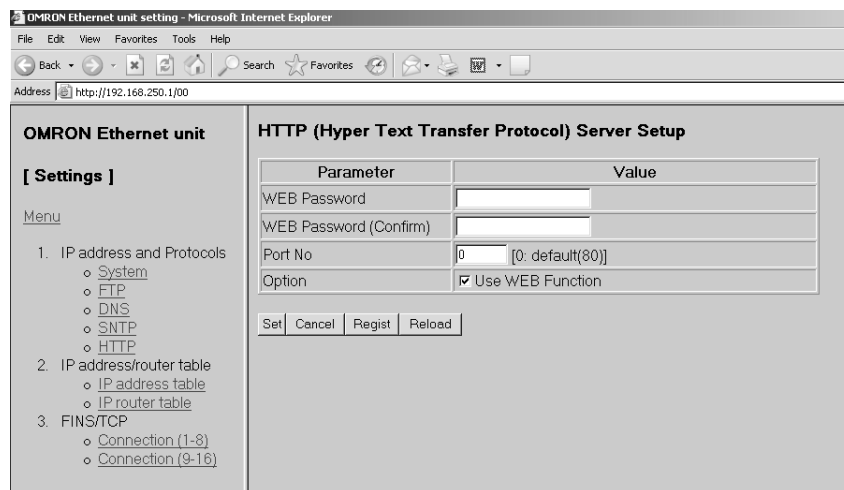 OMRON Ethernet unit setting - Microsoft Internet Explorer
File Edit View Favorites Tools Help
Back Search Favorites
Address http://192.168.250.1/00
OMRON Ethernet unit
[ Settings ]
Menu
1. IP address and Protocols
System
FTP
DNS
SNTP
HTTP
2. IP address/router table
IP address table
IP router table
3. FINS/TCP
Connection (1-8)
Connection (9-16)
HTTP (Hyper Text Transfer Protocol) Server Setup
Parameter Value
WEB Password
WEB Password (Confirm)
Port No 0 [0: default(80)]
Option Use WEB Function
Set Cancel Regist Reload